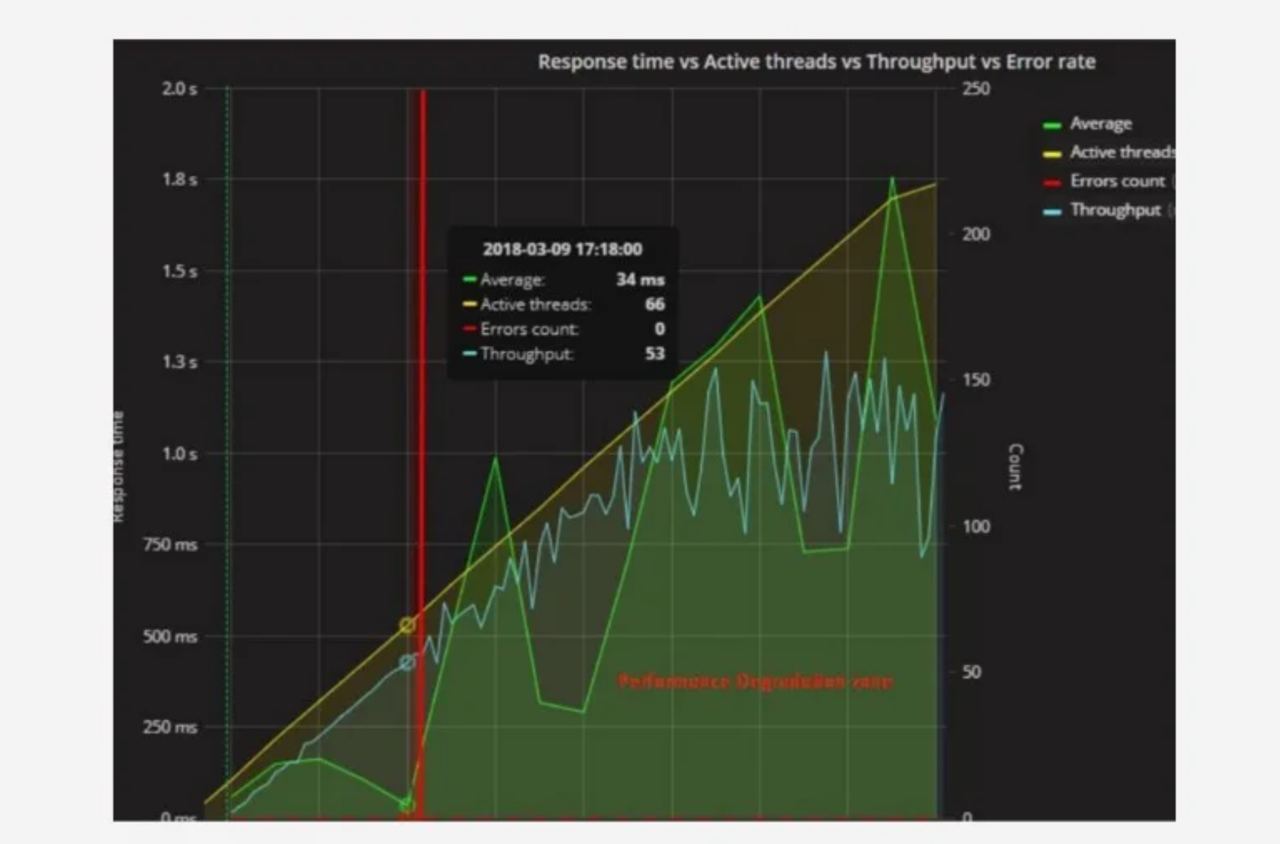 Response time vs Active threads vs Throughput vs Error rate
2.0 s
1.8 s
1.5 s
1.3 s
1.0 s
750 ms
500 ms
250 ms
0 ms
Response time
250
200
150
100
50
0
Count
Average
Active threads
Errors count
Throughput
2018-03-09 17:18:00
Average: 34 ms
Active threads: 66
Errors count: 0
Throughput: 53
Performance Degradation zone